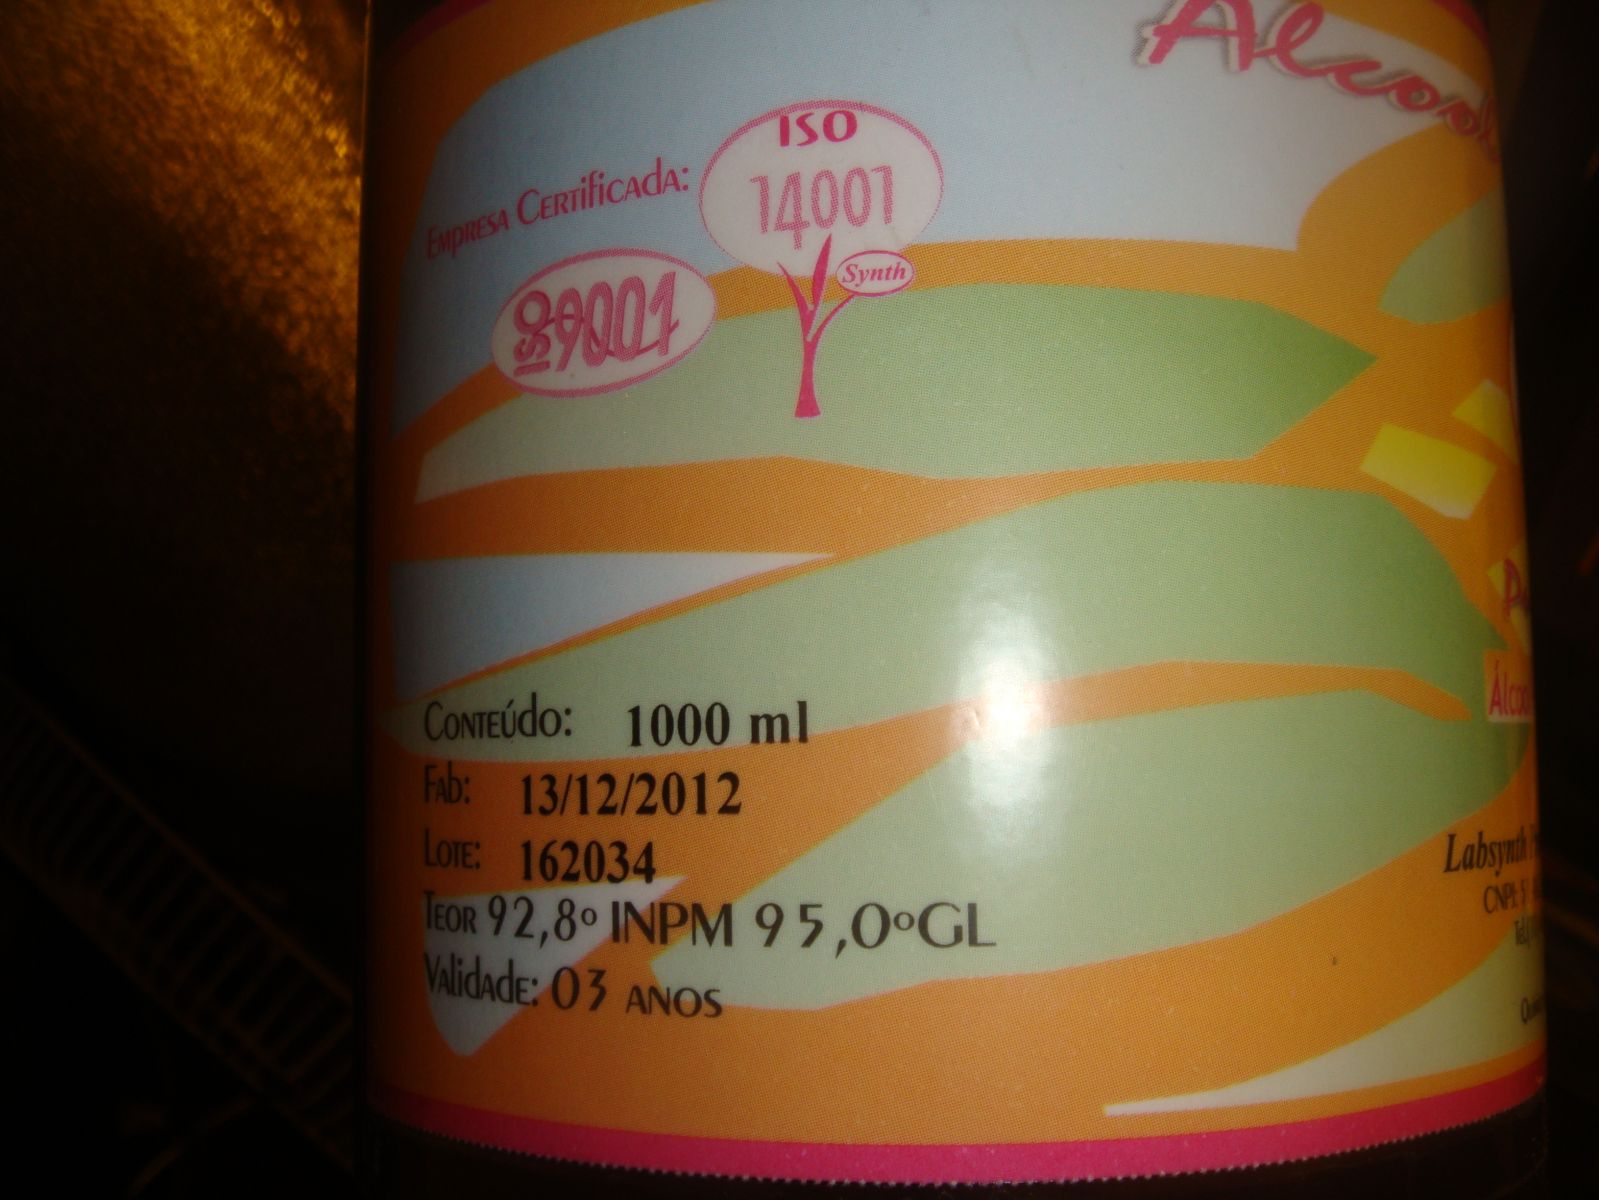 Álcool
Empresa Certificada:
ISO
14001
Synth
ISO 9001
Conteúdo: 1000 ml
Fab: 13/12/2012
Lote: 162034
Teor 92,8º INPM 95,0ºGL
Validade: 03 anos
Labsynth
CNPJ: